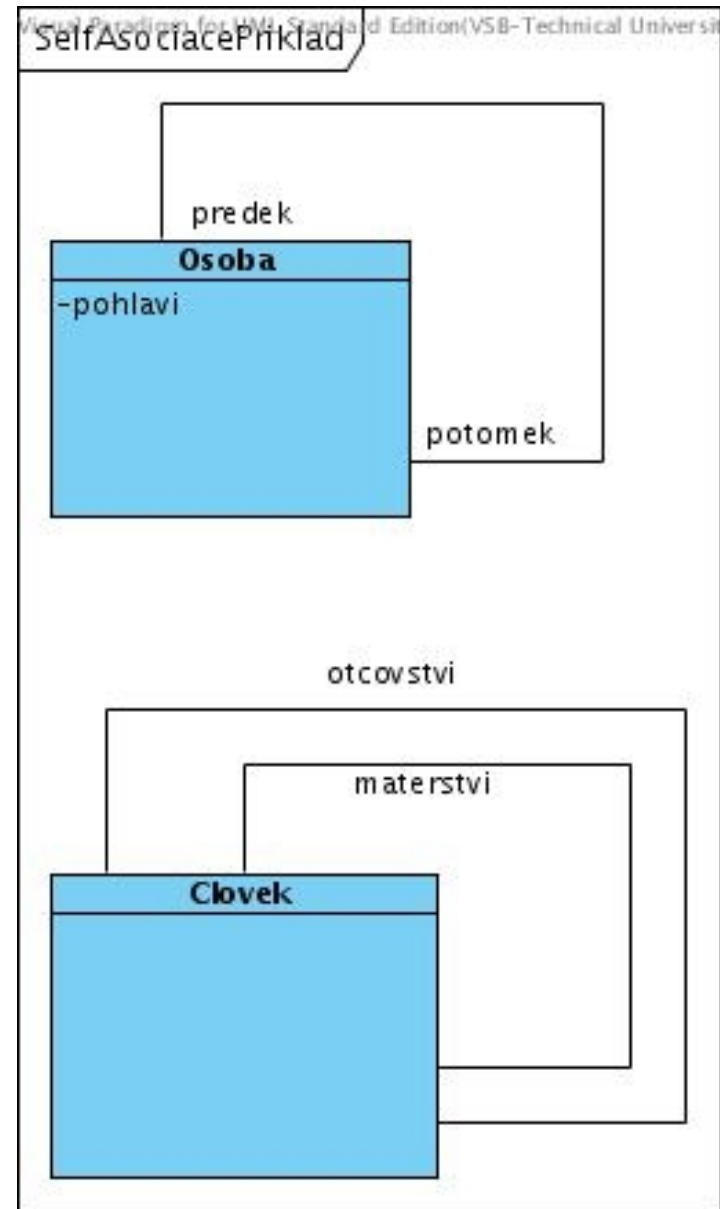 Visual Paradigm for UML Standard Edition(VSB-Technical Universit
SelfAsociacePriklad
predek
Osoba
-pohlavi
potomek
otcovstvi
materstvi
Clovek